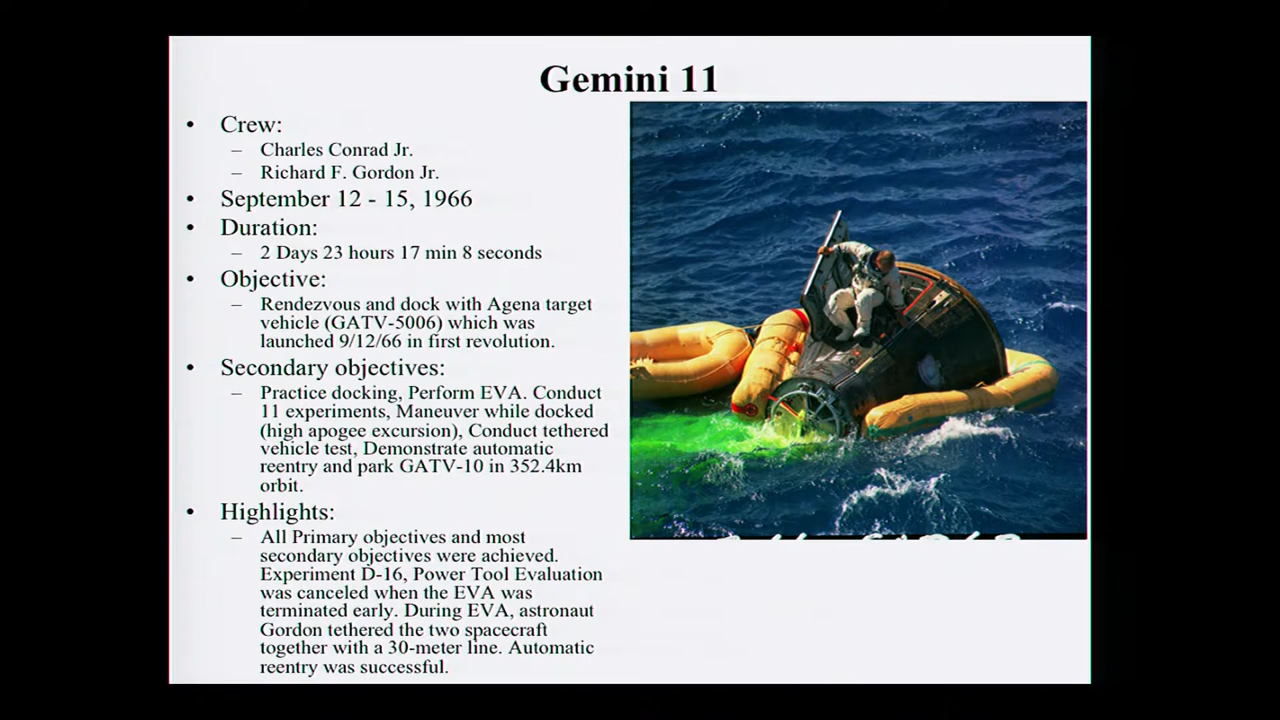 Gemini 11
• Crew:
– Charles Conrad Jr.
– Richard F. Gordon Jr.
• September 12 - 15, 1966
• Duration:
– 2 Days 23 hours 17 min 8 seconds
• Objective:
– Rendezvous and dock with Agena target
vehicle (GATV-5006) which was
launched 9/12/66 in first revolution.
• Secondary objectives:
– Practice docking, Perform EVA. Conduct
11 experiments, Maneuver while docked
(high apogee excursion), Conduct tethered
vehicle test, Demonstrate automatic
reentry and park GATV-10 in 352.4km
orbit.
• Highlights:
– All Primary objectives and most
secondary objectives were achieved.
Experiment D-16, Power Tool Evaluation
was canceled when the EVA was
terminated early. During EVA, astronaut
Gordon tethered the two spacecraft
together with a 30-meter line. Automatic
reentry was successful.